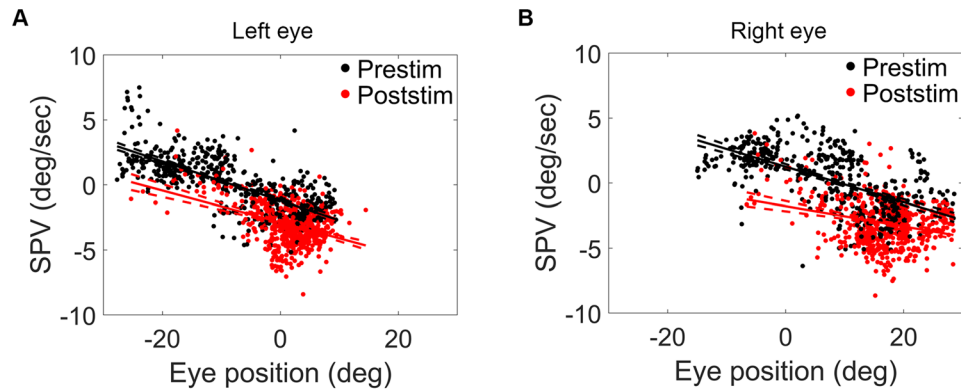 A
Left eye
10
5
0
-5
-10
SPV (deg/sec)
Prestim
Poststim
-20
0
20
Eye position (deg)
B
Right eye
10
5
0
-5
-10
SPV (deg/sec)
Prestim
Poststim
-20
0
20
Eye position (deg)